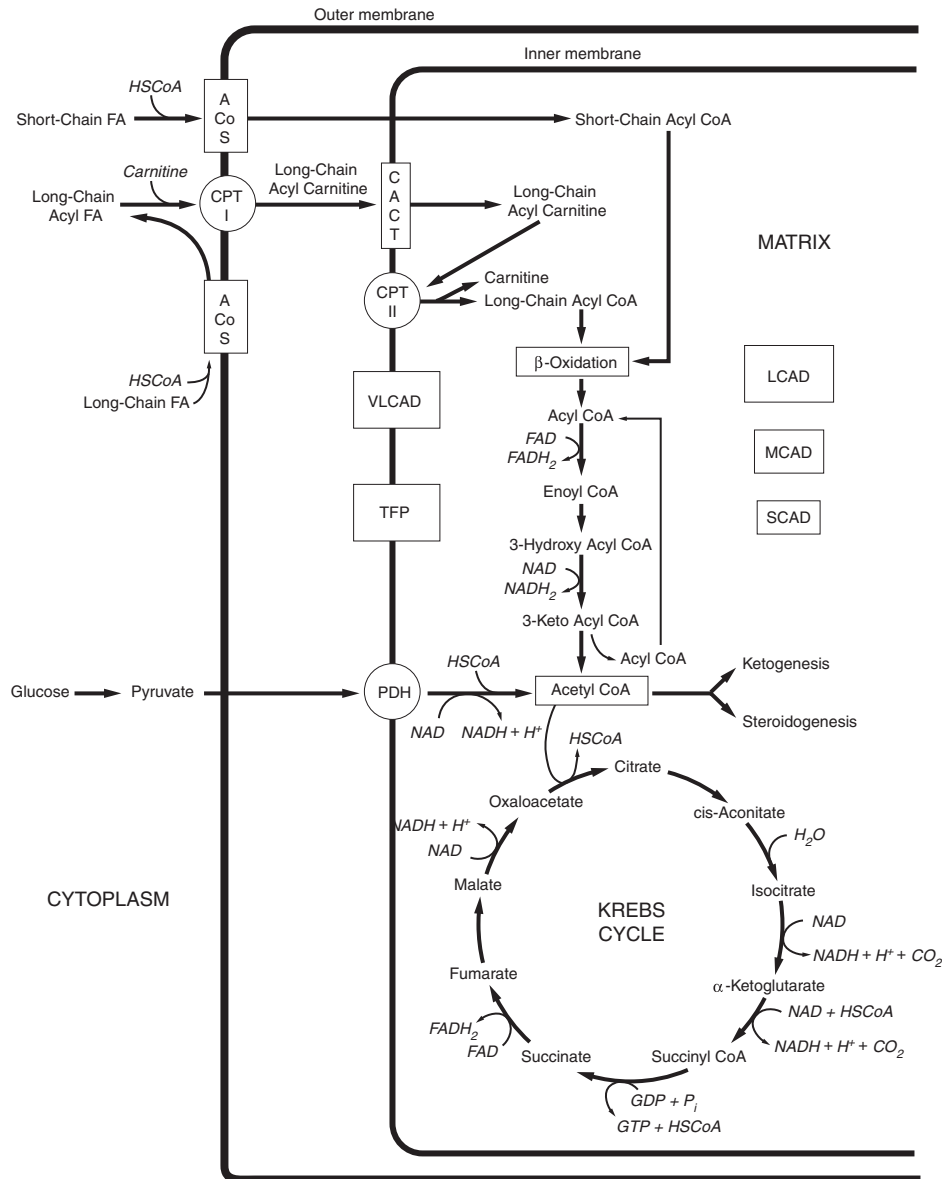 Outer membrane
Inner membrane
HSCoA
Short-Chain FA
A
Co
S
Short-Chain Acyl CoA
Carnitine
Long-Chain
Acyl FA
CPT
I
Long-Chain
Acyl Carnitine
C
A
C
T
Long-Chain
Acyl Carnitine
MATRIX
A
Co
S
HSCoA
Long-Chain FA
CPT
II
Carnitine
Long-Chain Acyl CoA
β-Oxidation
VLCAD
TFP
LCAD
MCAD
SCAD
Acyl CoA
FAD
FADH2
Enoyl CoA
3-Hydroxy Acyl CoA
NAD
NADH2
3-Keto Acyl CoA
Acyl CoA
Glucose
Pyruvate
PDH
HSCoA
NAD
NADH + H+
Acetyl CoA
Ketogenesis
Steroidogenesis
HSCoA
Citrate
Oxaloacetate
cis-Aconitate
H2O
Isocitrate
NAD
NADH + H+ + CO2
α-Ketoglutarate
NAD + HSCoA
NADH + H+ + CO2
Succinyl CoA
GDP + Pi
GTP + HSCoA
Succinate
FADH2
FAD
Fumarate
Malate
NADH + H+
NAD
KREBS
CYCLE
CYTOPLASM